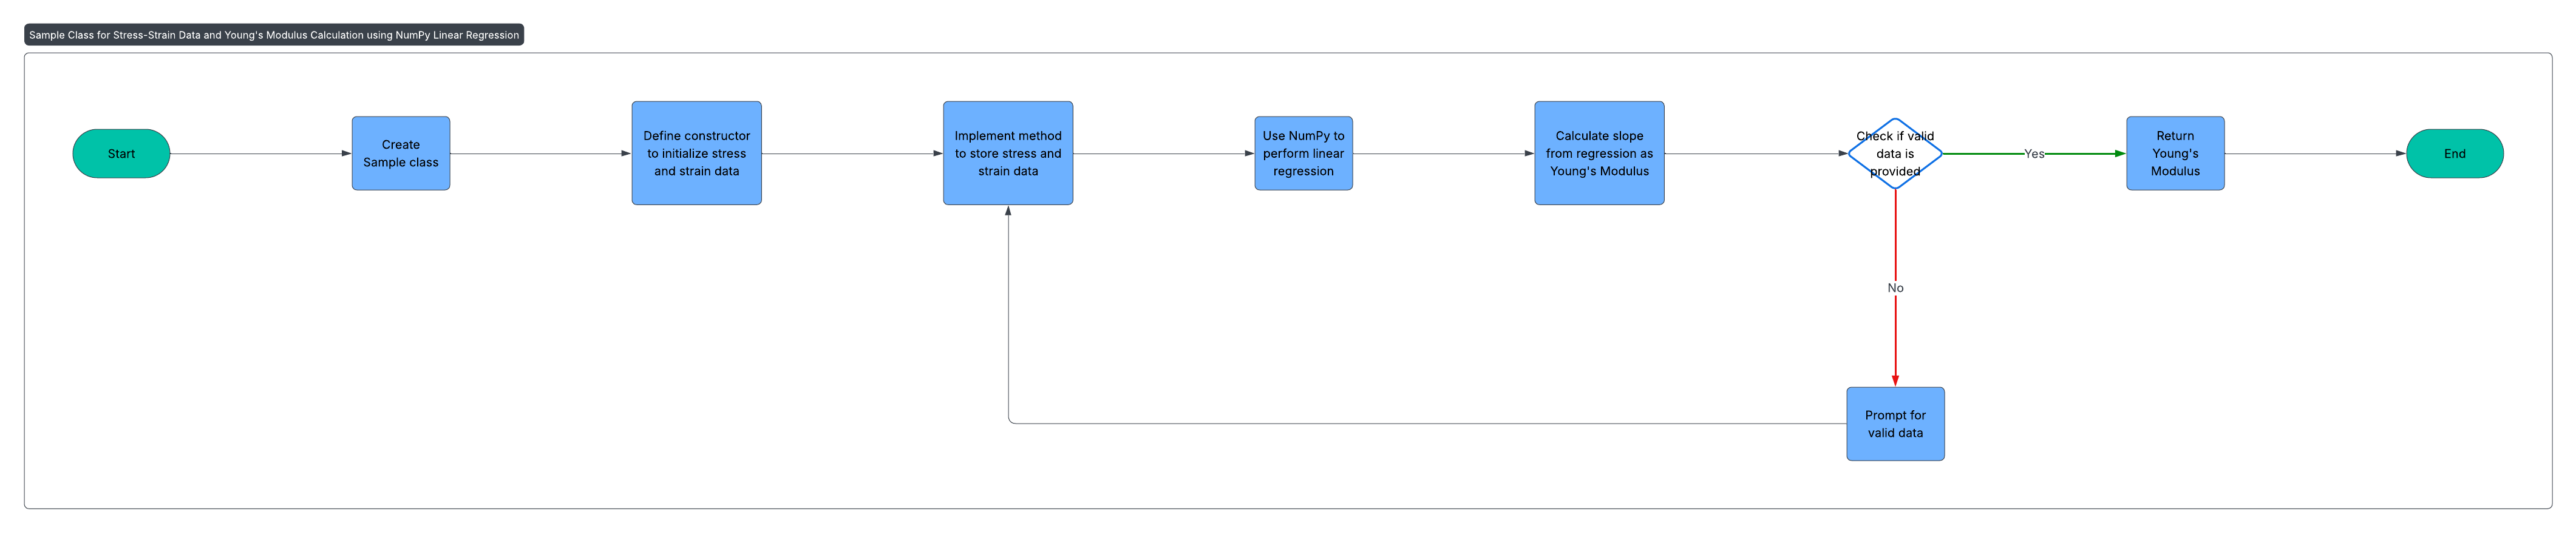 Sample Class for Stress-Strain Data and Young's Modulus Calculation using NumPy Linear Regression
Start
Create
Sample class
Define constructor
to initialize stress
and strain data
Implement method
to store stress and
strain data
Use NumPy to
perform linear
regression
Calculate slope
from regression as
Young's Modulus
Check if valid
data is
provided
Yes
Return
Young's
Modulus
End
No
Prompt for
valid data